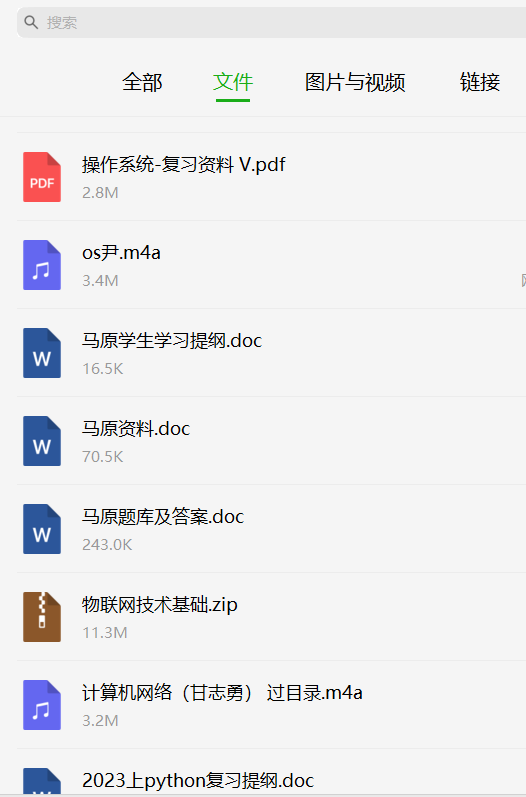 搜索
全部 文件 图片与视频 链接
操作系统-复习资料 V.pdf
PDF
2.8M
os尹.m4a
3.4M
马原学生学习提纲.doc
W
16.5K
马原资料.doc
W
70.5K
马原题库及答案.doc
W
243.0K
物联网技术基础.zip
11.3M
计算机网络（甘志勇） 过目录.m4a
3.2M
2023上python复习提纲.doc
W